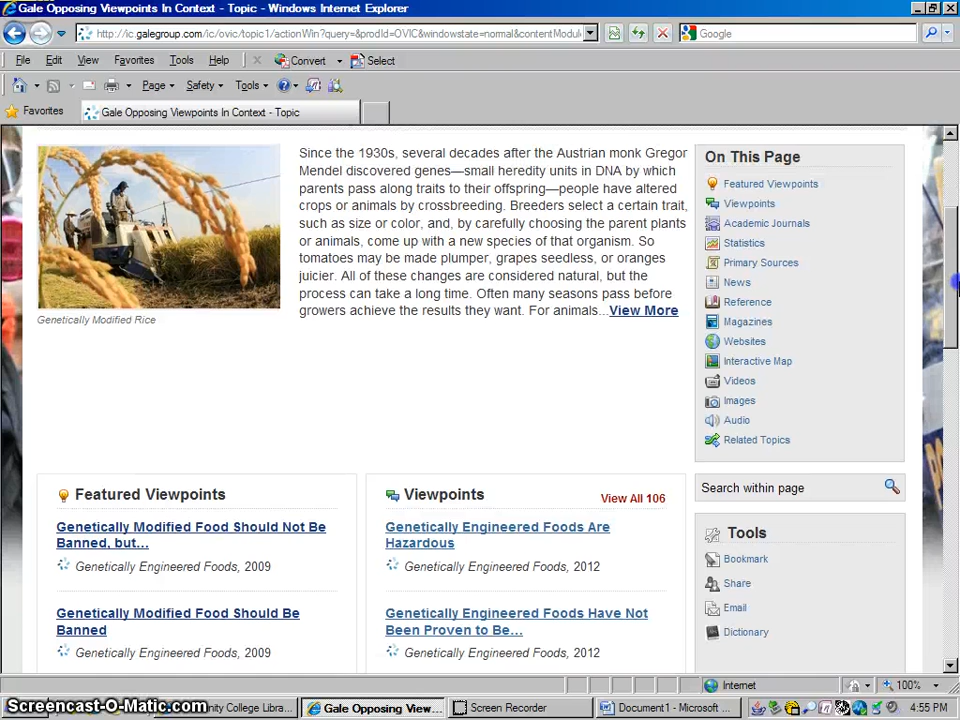 Gale Opposing Viewpoints In Context - Topic - Windows Internet Explorer
http://ic.galegroup.com/ic/ovic/topic1/actionWin?query=&prodId=OVIC&windowstate=normal&contentModul
Google
File Edit View Favorites Tools Help
Convert
Select
Page Safety Tools
Favorites
Gale Opposing Viewpoints In Context - Topic
Since the 1930s, several decades after the Austrian monk Gregor
Mendel discovered genes—small heredity units in DNA by which
parents pass along traits to their offspring—people have altered
crops or animals by crossbreeding. Breeders select a certain trait,
such as size or color, and, by carefully choosing the parent plants
or animals, come up with a new species of that organism. So
tomatoes may be made plumper, grapes seedless, or oranges
juicier. All of these changes are considered natural, but the
process can take a long time. Often many seasons pass before
growers achieve the results they want. For animals...View More
Genetically Modified Rice
On This Page
Featured Viewpoints
Viewpoints
Academic Journals
Statistics
Primary Sources
News
Reference
Magazines
Websites
Interactive Map
Videos
Images
Audio
Related Topics
Search within page
Tools
Bookmark
Share
Email
Dictionary
Featured Viewpoints
Genetically Modified Food Should Not Be
Banned, but...
Genetically Engineered Foods, 2009
Genetically Modified Food Should Be
Banned
Genetically Engineered Foods, 2009
Viewpoints
View All 106
Genetically Engineered Foods Are
Hazardous
Genetically Engineered Foods, 2012
Genetically Engineered Foods Have Not
Been Proven to Be...
Genetically Engineered Foods, 2012
Internet
100%
Screencast-O-Matic.com
unity College Libra...
Gale Opposing View...
Screen Recorder
Document1 - Microsoft ...
4:55 PM